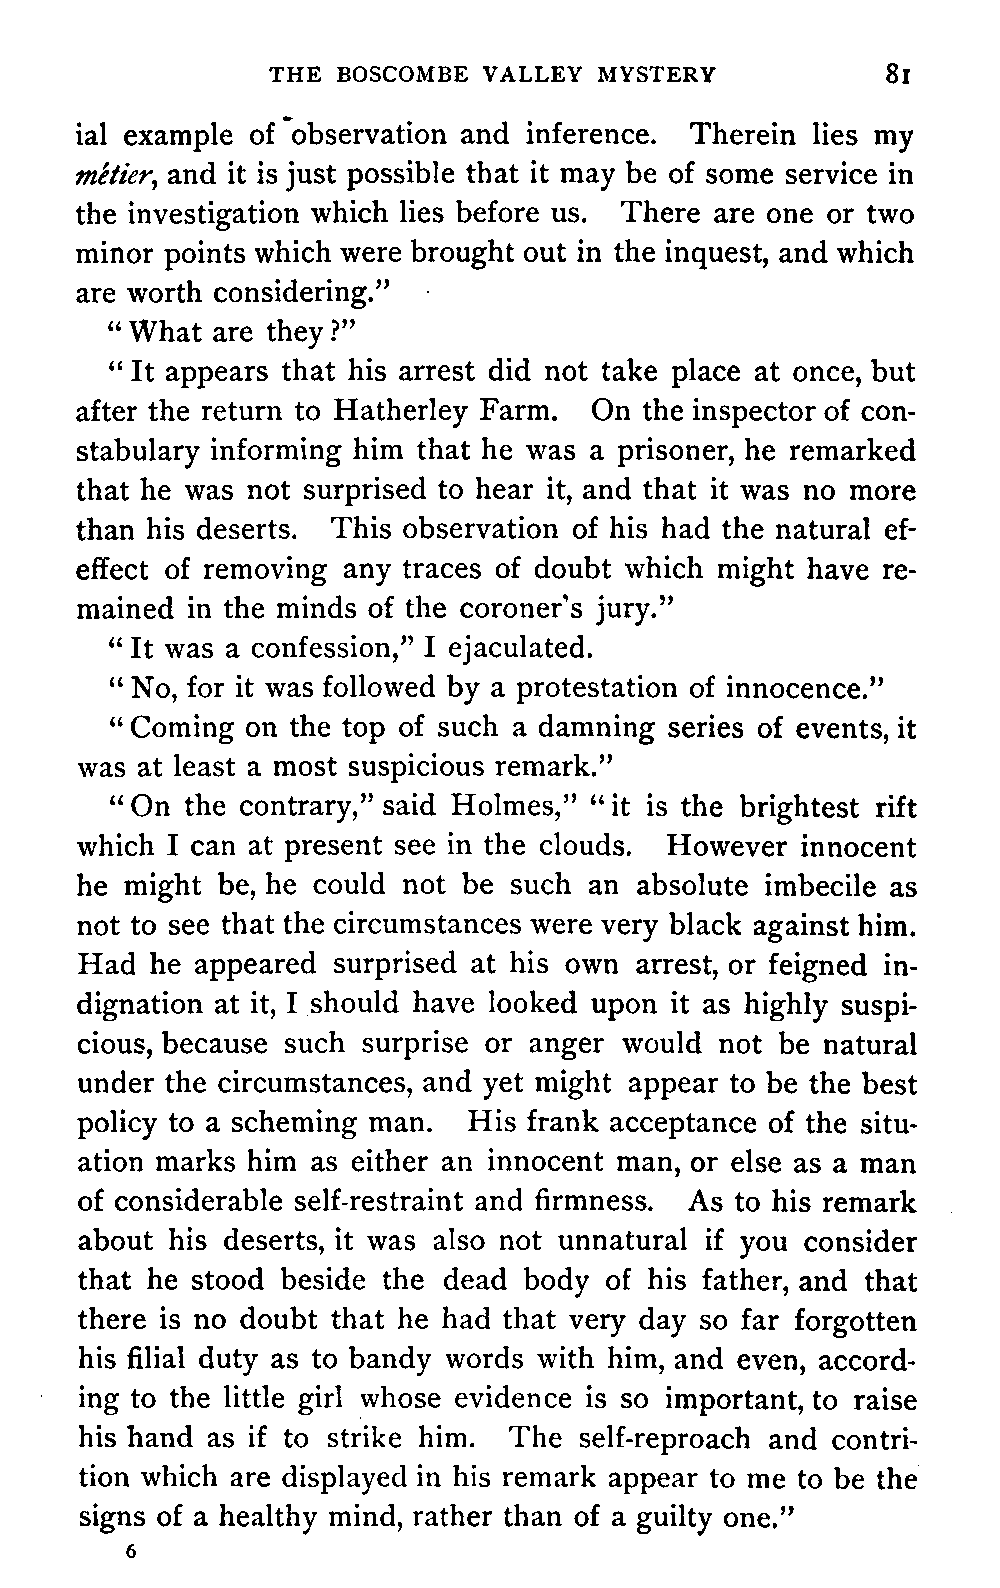 THE BOSCOMBE VALLEY MYSTERY 81
ial example of observation and inference. Therein lies my
métier, and it is just possible that it may be of some service in
the investigation which lies before us. There are one or two
minor points which were brought out in the inquest, and which
are worth considering."
"What are they?"
"It appears that his arrest did not take place at once, but
after the return to Hatherley Farm. On the inspector of con-
stabulary informing him that he was a prisoner, he remarked
that he was not surprised to hear it, and that it was no more
than his deserts. This observation of his had the natural ef-
effect of removing any traces of doubt which might have re-
mained in the minds of the coroner's jury."
"It was a confession," I ejaculated.
"No, for it was followed by a protestation of innocence."
"Coming on the top of such a damning series of events, it
was at least a most suspicious remark."
"On the contrary," said Holmes," "it is the brightest rift
which I can at present see in the clouds. However innocent
he might be, he could not be such an absolute imbecile as
not to see that the circumstances were very black against him.
Had he appeared surprised at his own arrest, or feigned in-
dignation at it, I should have looked upon it as highly suspi-
cious, because such surprise or anger would not be natural
under the circumstances, and yet might appear to be the best
policy to a scheming man. His frank acceptance of the situ-
ation marks him as either an innocent man, or else as a man
of considerable self-restraint and firmness. As to his remark
about his deserts, it was also not unnatural if you consider
that he stood beside the dead body of his father, and that
there is no doubt that he had that very day so far forgotten
his filial duty as to bandy words with him, and even, accord-
ing to the little girl whose evidence is so important, to raise
his hand as if to strike him. The self-reproach and contri-
tion which are displayed in his remark appear to me to be the
signs of a healthy mind, rather than of a guilty one."
6